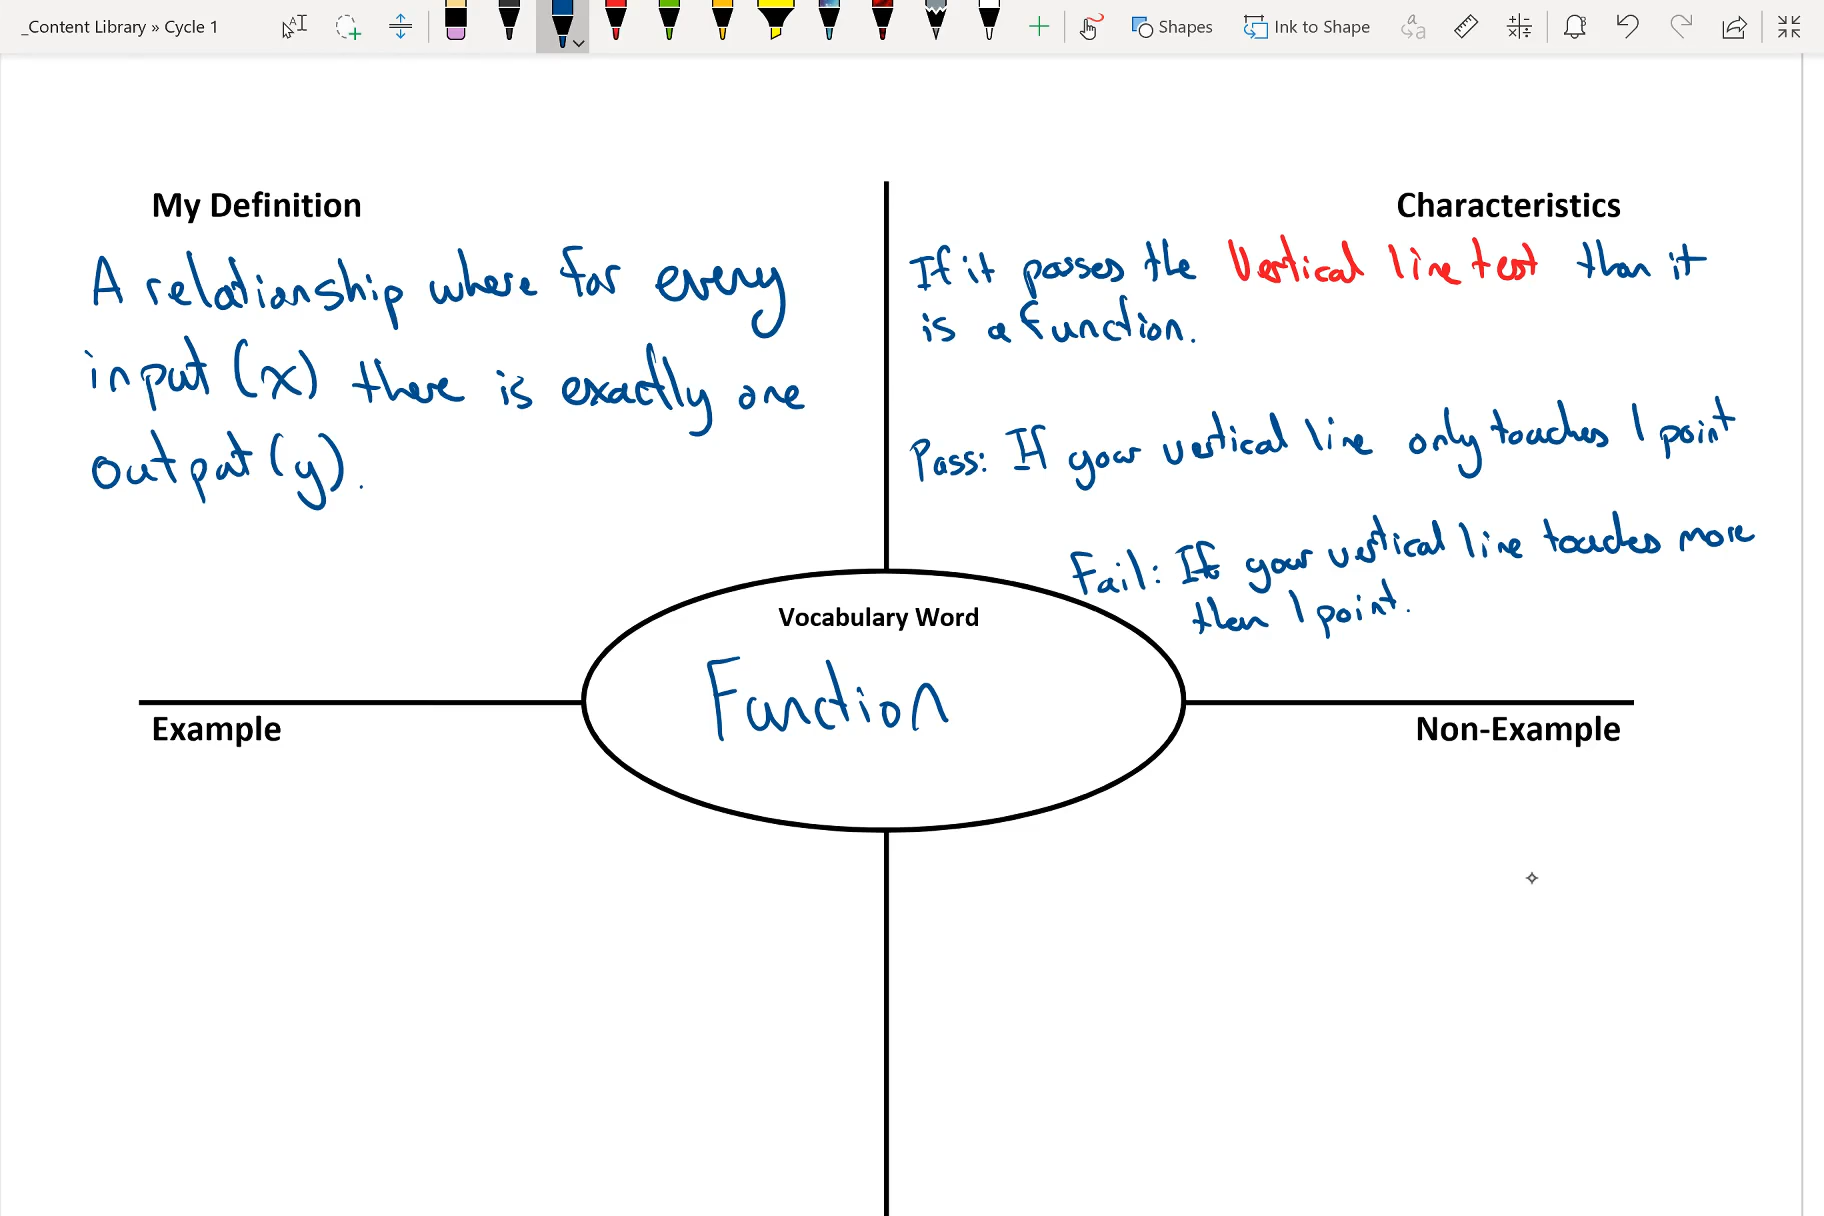 _Content Library » Cycle 1
Shapes
Ink to Shape
My Definition
A relationship where for every
input (x) there is exactly one
output (y).
Characteristics
If it passes the Vertical line test than it
is a function.
Pass: If your vertical line only touches 1 point
Fail: If your vertical line touches more
than 1 point.
Vocabulary Word
Function
Example
Non-Example